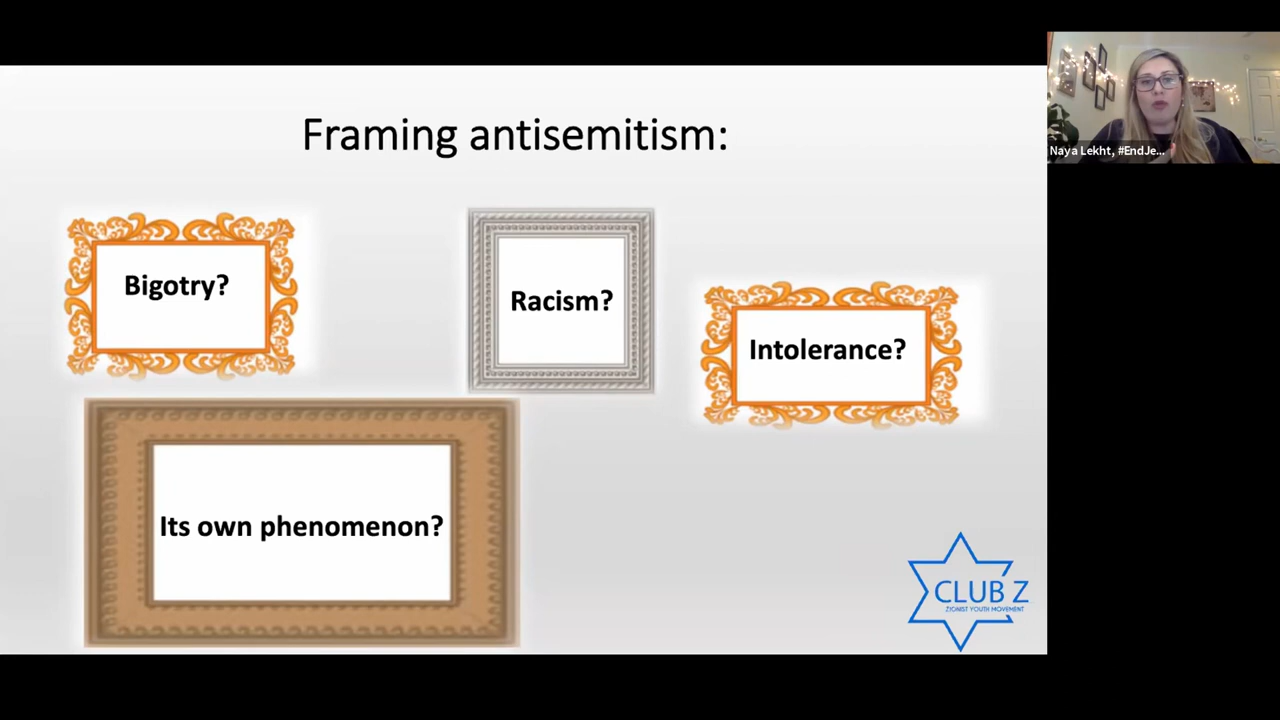 Framing antisemitism:
Bigotry?
Racism?
Intolerance?
Its own phenomenon?
CLUB Z
ZIONIST YOUTH MOVEMENT
Naya Lekht, #EndJe...